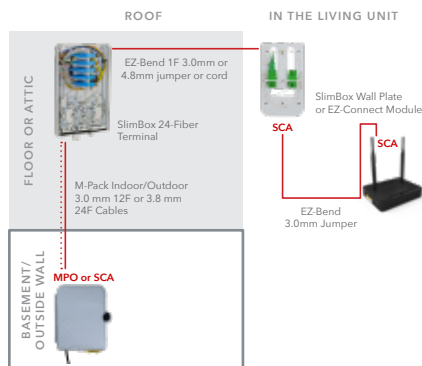 ROOF
IN THE LIVING UNIT
FLOOR OR ATTIC
EZ-Bend 1F 3.0mm or
4.8mm jumper or cord
SlimBox 24-Fiber
Terminal
SlimBox Wall Plate
or EZ-Connect Module
SCA
SCA
EZ-Bend
3.0mm Jumper
M-Pack Indoor/Outdoor
3.0 mm 12F or 3.8 mm
24F Cables
BASEMENT/
OUTSIDE WALL
MPO or SCA